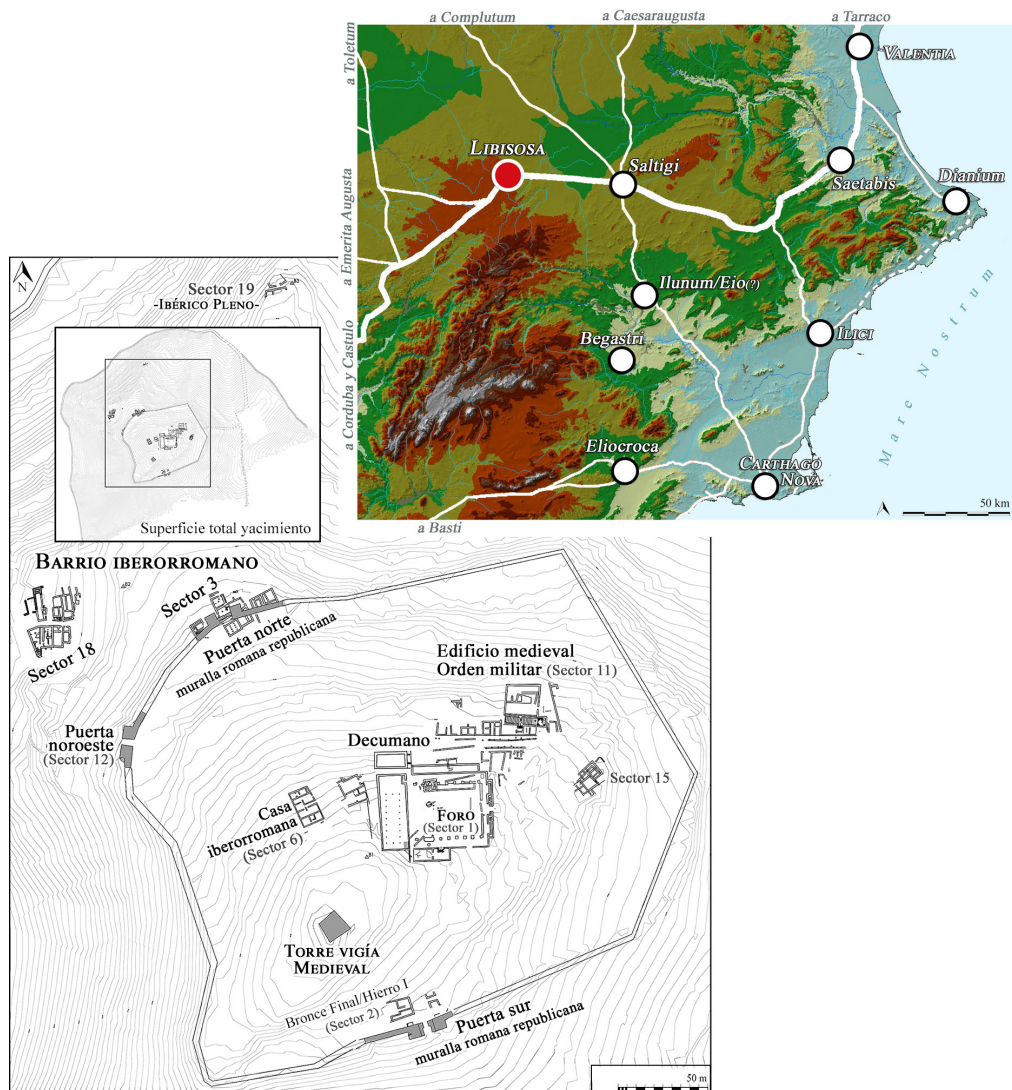 a Complutum
a Caesaraugusta
a Tarraco
a Toletum
VALENTIA
LIBISOSA
Saltigi
Saetabis
Dianium
a Emerita Augusta
Ilunum/Eio(?)
Begastri
ILICI
Mare Nostrum
a Corduba y Castulo
Eliocroca
CARTHAGO
NOVA
50 km
a Basti
N
Sector 19
-IBÉRICO PLENO-
B3
Superficie total yacimiento
BARRIO IBERORROMANO
B2
Sector 3
Puerta norte
muralla romana republicana
Sector 18
Edificio medieval
Orden militar (Sector 11)
Puerta
noroeste
(Sector 12)
Decumano
Sector 15
Casa
iberorromana
(Sector 6)
FORO
(Sector 1)
B1
TORRE VIGÍA
MEDIEVAL
Bronce Final/Hierro I
(Sector 2)
Puerta sur
muralla romana republicana
50 m